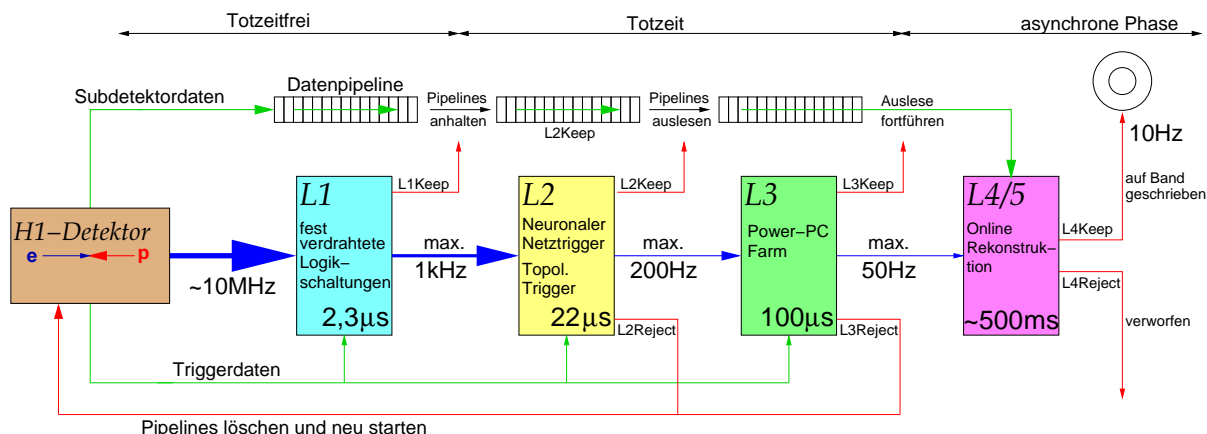 Totzeitfrei
Totzeit
asynchrone Phase
Subdetektordaten
Datenpipeline
Pipelines
anhalten
L2Keep
Pipelines
auslesen
Auslese
fortführen
10Hz
auf Band
geschrieben
H1–Detektor
e
p
~10MHz
L1
fest
verdrahtete
Logik–
schaltungen
2,3µs
L1Keep
max.
1kHz
L2
Neuronaler
Netztrigger
Topol.
Trigger
22µs
L2Keep
max.
200Hz
L2Reject
L3
Power–PC
Farm
100µs
L3Keep
max.
50Hz
L3Reject
L4/5
Online
Rekonstruk–
tion
~500ms
L4Keep
L4Reject
verworfen
Triggerdaten
Pipelines löschen und neu starten